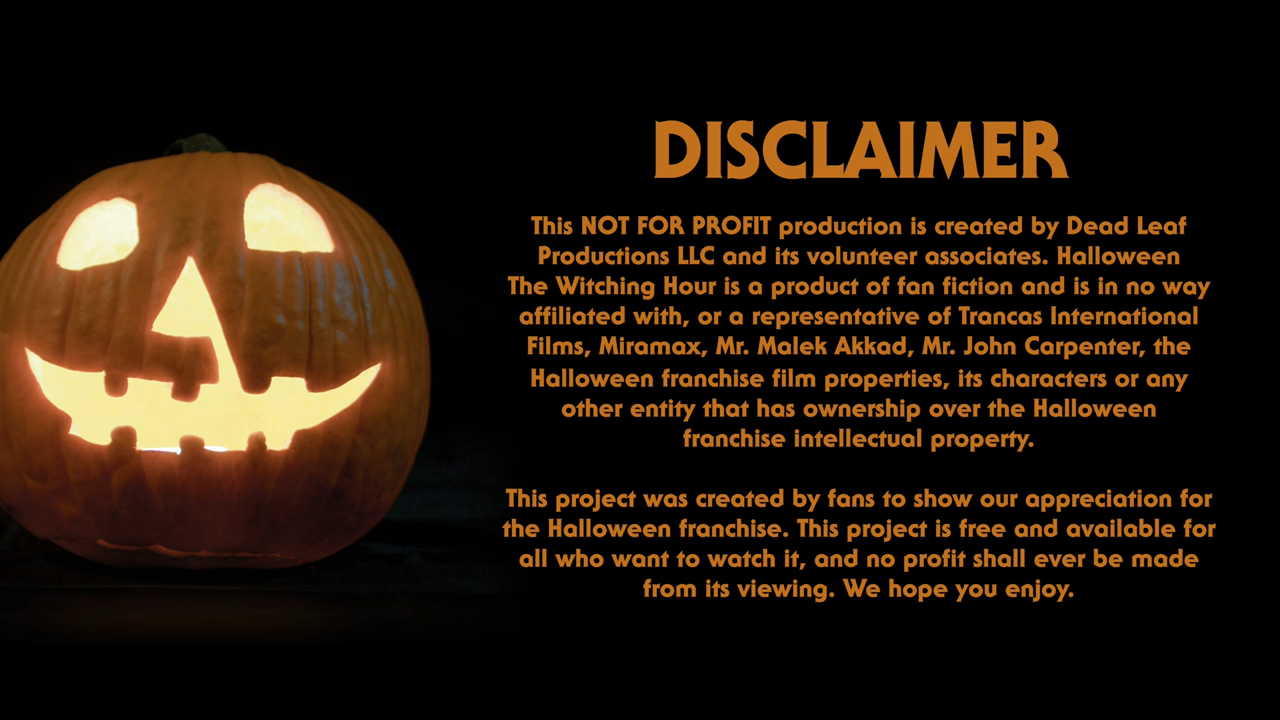 DISCLAIMER
This NOT FOR PROFIT production is created by Dead Leaf
Productions LLC and its volunteer associates. Halloween
The Witching Hour is a product of fan fiction and is in no way
affiliated with, or a representative of Trancas International
Films, Miramax, Mr. Malek Akkad, Mr. John Carpenter, the
Halloween franchise film properties, its characters or any
other entity that has ownership over the Halloween
franchise intellectual property.
This project was created by fans to show our appreciation for
the Halloween franchise. This project is free and available for
all who want to watch it, and no profit shall ever be made
from its viewing. We hope you enjoy.